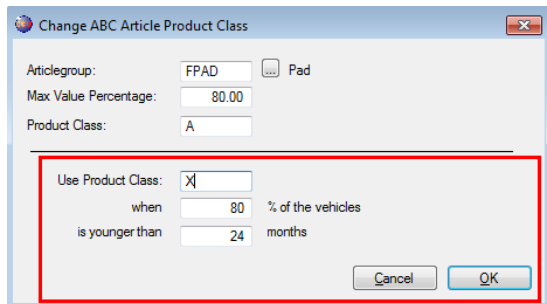 Change ABC Article Product Class
Articlegroup: FPAD ... Pad
Max Value Percentage: 80.00
Product Class: A
Use Product Class: X
when 80 % of the vehicles
is younger than 24 months
Cancel OK